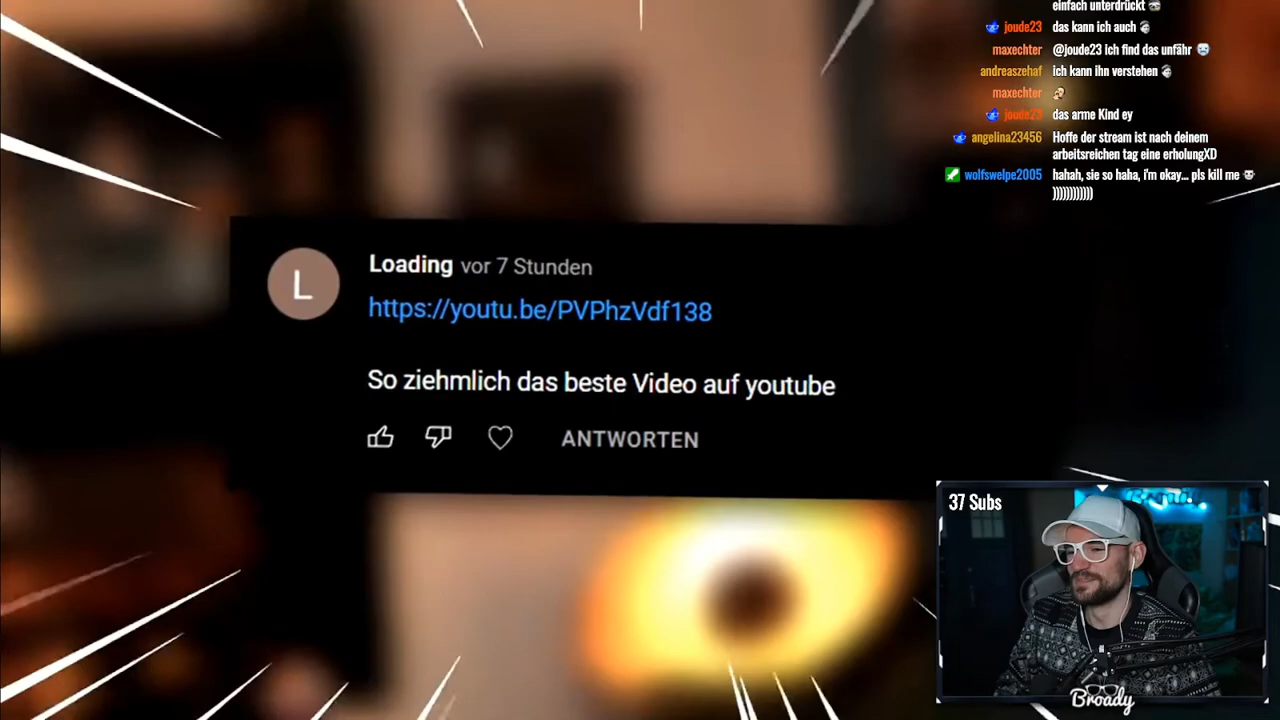 einfach unterdrückt
joude23 das kann ich auch
maxechter @joude23 ich find das unfähr
andreaszehaf ich kann ihn verstehen
maxechter
joude23 das arme Kind ey
angelina23456 Hoffe der stream ist nach deinem
arbeitsreichen tag eine erholungXD
wolfswelpe2005 hahah, sie so haha, i'm okay... pls kill me
)))))))))))
L
Loading vor 7 Stunden
https://youtu.be/PVPhzVdf138
So ziehmlich das beste Video auf youtube
ANTWORTEN
37 Subs
Broady